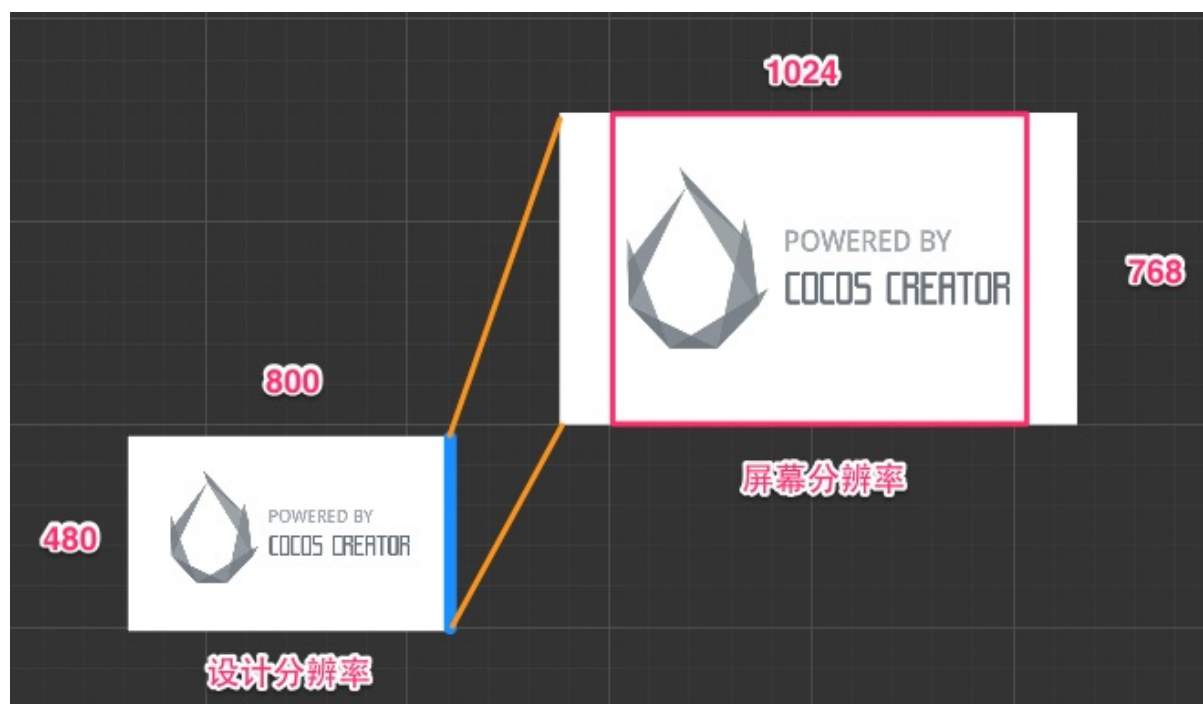 1024
POWERED BY
COCOS CREATOR
768
屏幕分辨率
800
480
POWERED BY
COCOS CREATOR
设计分辨率